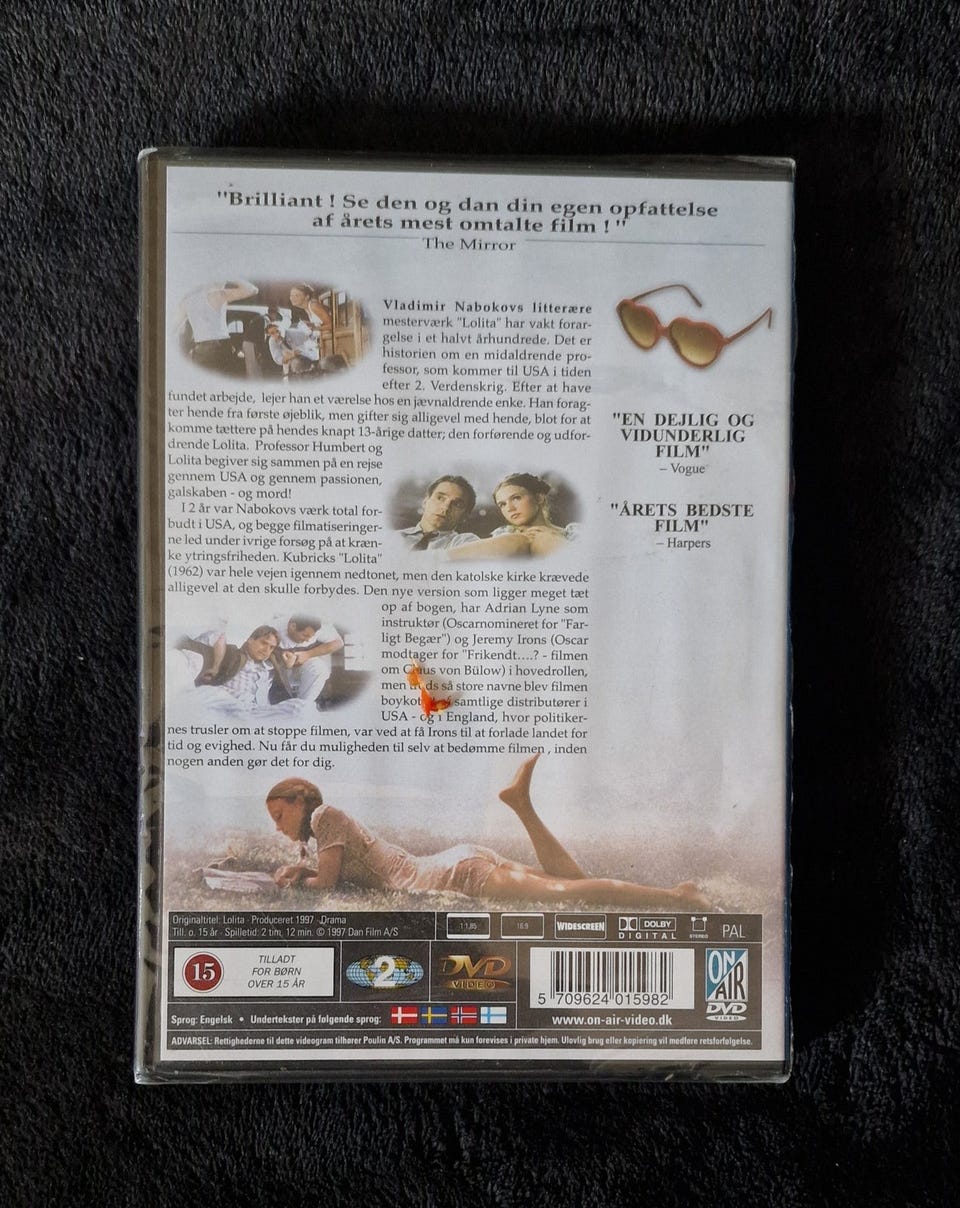 "Brilliant ! Se den og dan din egen opfattelse
af årets mest omtalte film ! "
The Mirror
Vladimir Nabokovs litterære
mesterværk "Lolita" har vakt forar-
gelse i et halvt århundrede. Det er
historien om en midaldrende pro-
fessor, som kommer til USA i tiden
efter 2. Verdenskrig. Efter at have
fundet arbejde, lejer han et værelse hos en jævnaldrende enke. Han forag-
ter hende fra første øjeblik, men gifter sig alligevel med hende, blot for at
komme tættere på hendes knapt 13-årige datter; den forførende og udfor-
drende Lolita. Professor Humbert og
Lolita begiver sig sammen på en rejse
gennem USA og gennem passionen,
galskaben - og mord!
I 2 år var Nabokovs værk total for-
budt i USA, og begge filmatiseringer-
ne led under ivrige forsøg på at kræn-
ke ytringsfriheden. Kubricks "Lolita"
(1962) var hele vejen igennem nedtonet, men den katolske kirke krævede
alligevel at den skulle forbydes. Den nye version som ligger meget tæt
op af bogen, har Adrian Lyne som
instruktør (Oscarnomineret for "Far-
ligt Begær") og Jeremy Irons (Oscar
modtager for "Frikendt....? - filmen
om von Bülow) i hovedrollen,
men så store navne blev filmen
samtlige distributører i
USA - og i England, hvor politiker-
nes trusler om at stoppe filmen, var ved at få Irons til at forlade landet for
tid og evighed. Nu får du muligheden til selv at bedømme filmen , inden
nogen anden gør det for dig.
"EN DEJLIG OG
VIDUNDERLIG
FILM"
– Vogue
"ÅRETS BEDSTE
FILM"
– Harpers
Originaltitel: Lolita · Produceret 1997 · Drama
Till. o. 15 år · Spilletid: 2 tim. 12 min. © 1997 Dan Film A/S
1:1,85
16:9
WIDESCREEN
DOLBY
DIGITAL
STEREO
PAL
15
TILLADT
FOR BØRN
OVER 15 ÅR
2
DVD
VIDEO
5 709624 015982
ON
AIR
DVD
VIDEO
Sprog: Engelsk • Undertekster på følgende sprog:
www.on-air-video.dk
ADVARSEL: Rettighederne til dette videogram tilhører Poulin A/S. Programmet må kun forevises i private hjem. Ulovlig brug eller kopiering vil medføre retsforfølgelse.